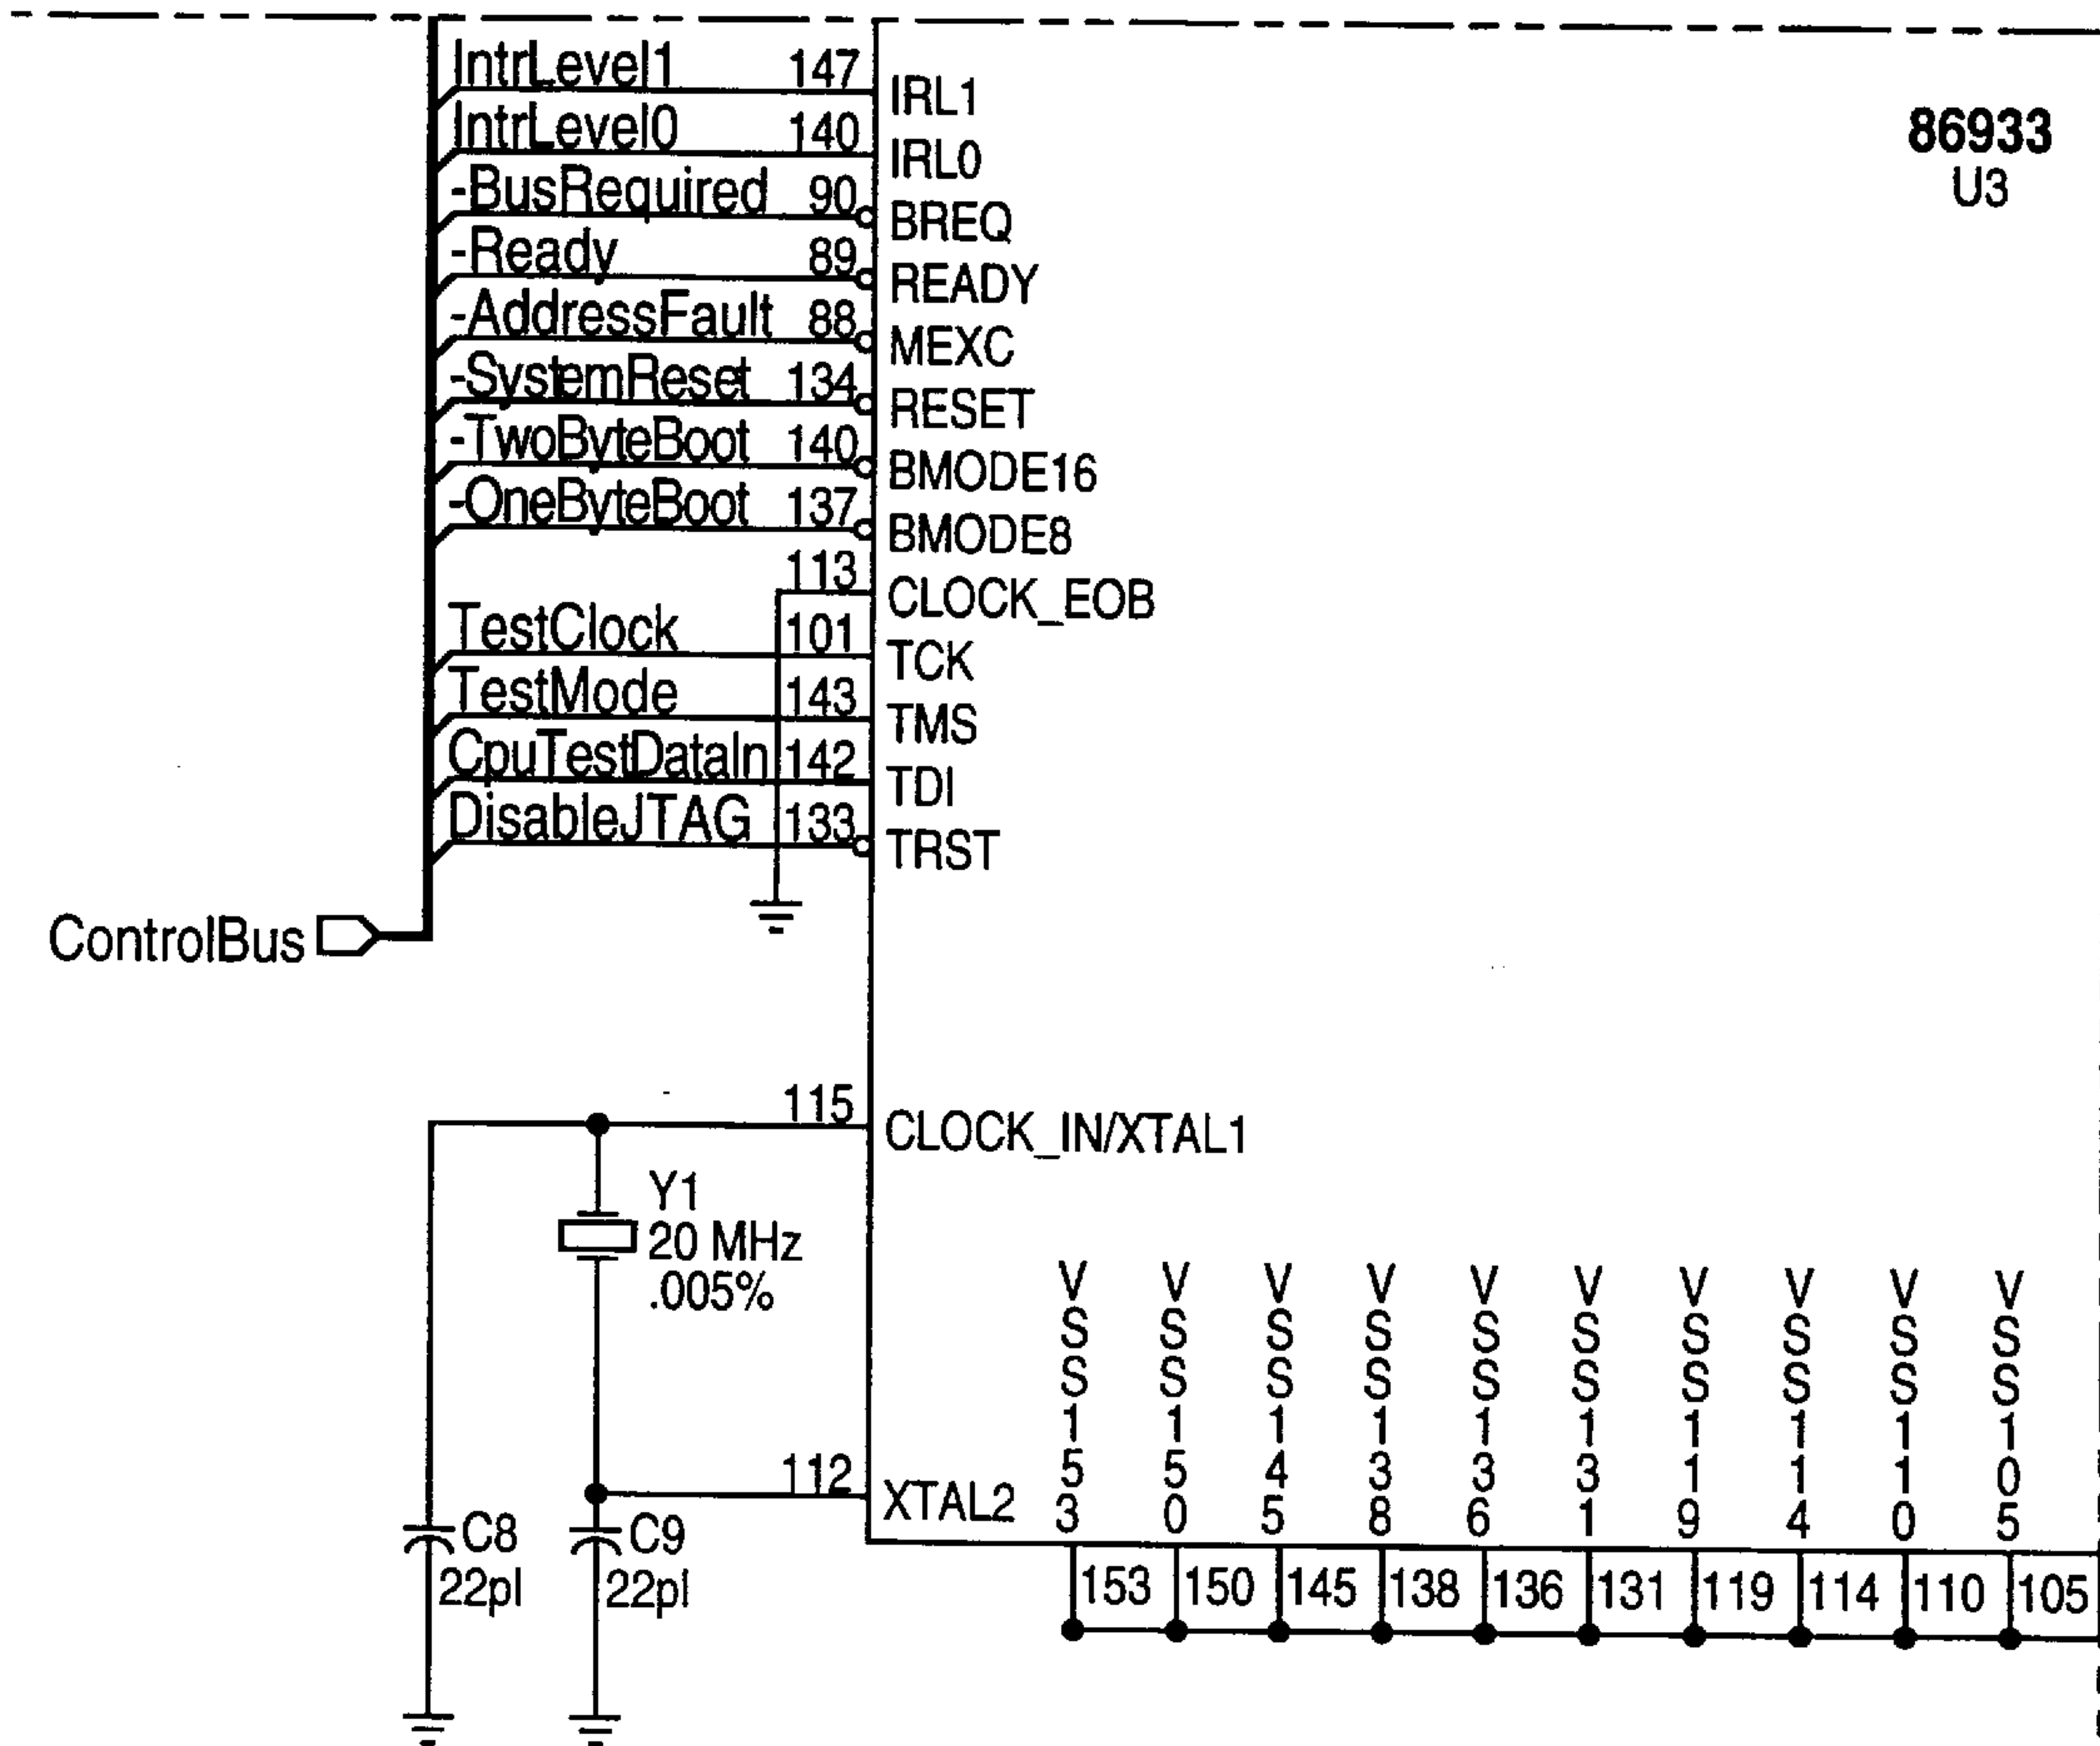 IntrLevel1 147 IRL1
86933
U3
IntrLevel0 140 IRL0
-BusRequired 90 BREQ
-Ready 89 READY
-AddressFault 88 MEXC
-SystemReset 134 RESET
-TwoByteBoot 140 BMODE16
-OneByteBoot 137 BMODE8
113 CLOCK_EOB
TestClock 101 TCK
TestMode 143 TMS
CpuTestDataIn 142 TDI
DisableJTAG 133 TRST
ControlBus
115 CLOCK_IN/XTAL1
Y1
20 MHz
.005%
112 XTAL2
C8
22pl
C9
22pl
VSS153 VSS150 VSS145 VSS138 VSS136 VSS131 VSS119 VSS114 VSS110 VSS105
153 150 145 138 136 131 119 114 110 105